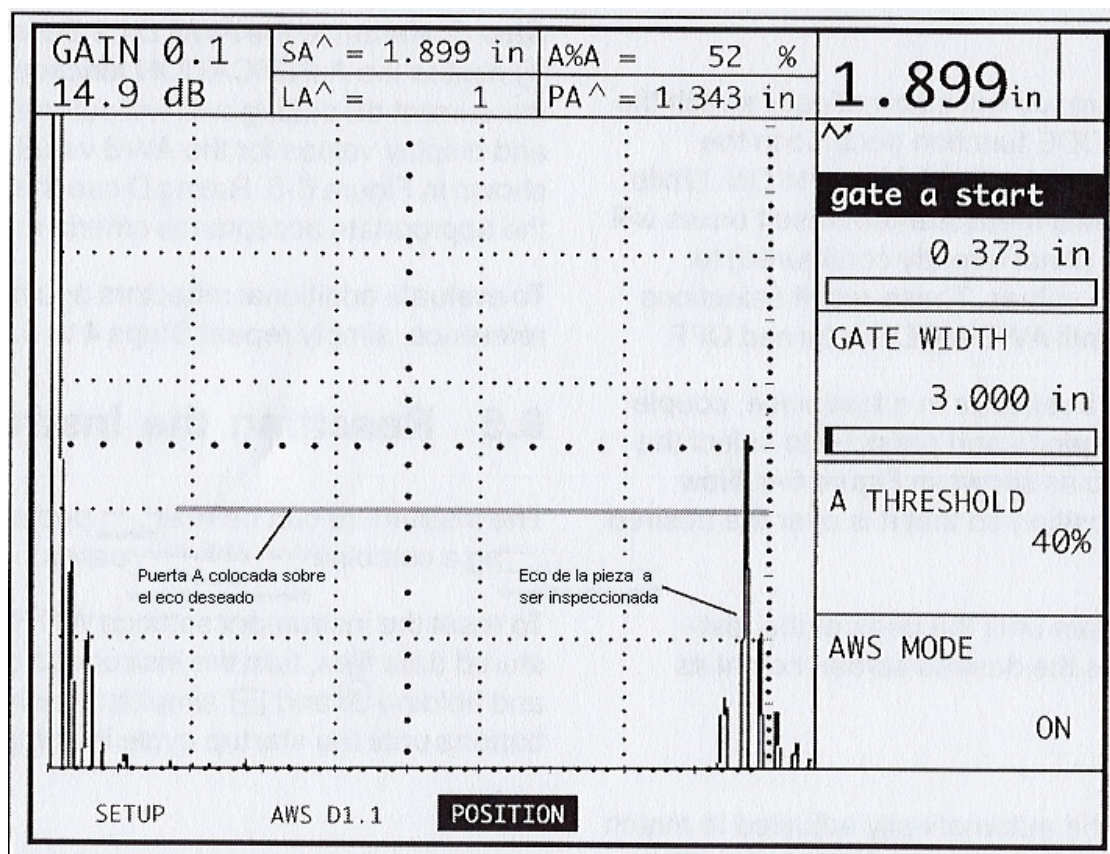 GAIN 0.1
14.9 dB
SA^ = 1.899 in
LA^ = 1
A%A = 52 %
PA^ = 1.343 in
1.899in
gate a start
0.373 in
GATE WIDTH
3.000 in
A THRESHOLD
40%
AWS MODE
ON
Puerta A colocada sobre
el eco deseado
Eco de la pieza a
ser inspeccionada
SETUP
AWS D1.1
POSITION